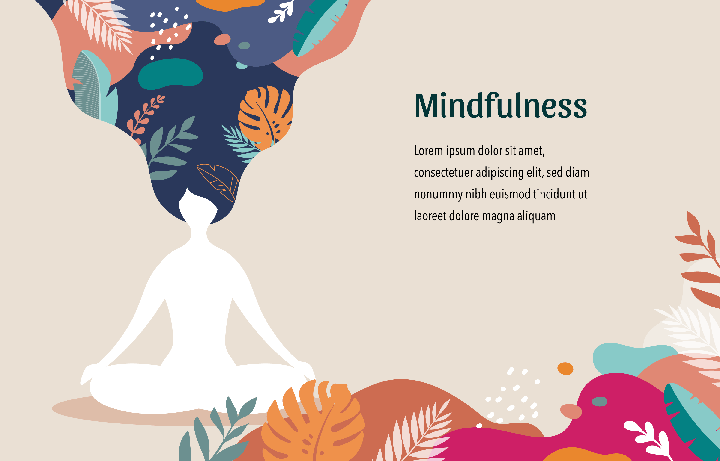 Mindfulness
Lorem ipsum dolor sit amet,
consectetuer adipiscing elit, sed diam
nonummy nibh euismod tincidunt ut
laoreet dolore magna aliquam